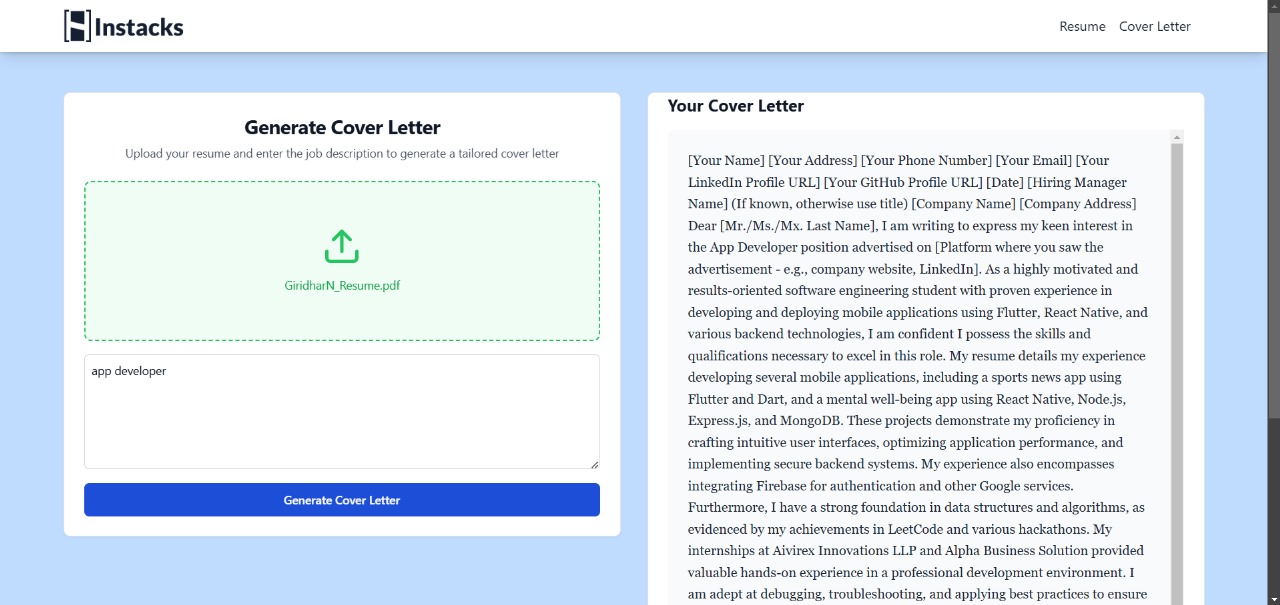 Instacks
Resume
Cover Letter
Generate Cover Letter
Upload your resume and enter the job description to generate a tailored cover letter
GiridharN_Resume.pdf
app developer
Generate Cover Letter
Your Cover Letter
[Your Name] [Your Address] [Your Phone Number] [Your Email] [Your
LinkedIn Profile URL] [Your GitHub Profile URL] [Date] [Hiring Manager
Name] (If known, otherwise use title) [Company Name] [Company Address]
Dear [Mr./Ms./Mx. Last Name], I am writing to express my keen interest in
the App Developer position advertised on [Platform where you saw the
advertisement - e.g., company website, LinkedIn]. As a highly motivated and
results-oriented software engineering student with proven experience in
developing and deploying mobile applications using Flutter, React Native, and
various backend technologies, I am confident I possess the skills and
qualifications necessary to excel in this role. My resume details my experience
developing several mobile applications, including a sports news app using
Flutter and Dart, and a mental well-being app using React Native, Node.js,
Express.js, and MongoDB. These projects demonstrate my proficiency in
crafting intuitive user interfaces, optimizing application performance, and
implementing secure backend systems. My experience also encompasses
integrating Firebase for authentication and other Google services.
Furthermore, I have a strong foundation in data structures and algorithms, as
evidenced by my achievements in LeetCode and various hackathons. My
internships at Aivirex Innovations LLP and Alpha Business Solution provided
valuable hands-on experience in a professional development environment. I
am adept at debugging, troubleshooting, and applying best practices to ensure